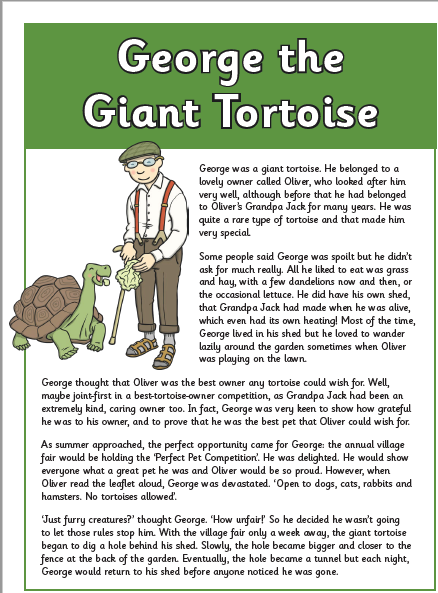 George the
Giant Tortoise
George was a giant tortoise. He belonged to a
lovely owner called Oliver, who looked after him
very well, although before that he had belonged
to Oliver's Grandpa Jack for many years. He was
quite a rare type of tortoise and that made him
very special.
Some people said George was spoilt but he didn't
ask for much really. All he liked to eat was grass
and hay, with a few dandelions now and then, or
the occasional lettuce. He did have his own shed,
that Grandpa Jack had made when he was alive,
which even had its own heating! Most of the time,
George lived in his shed but he loved to wander
lazily around the garden sometimes when Oliver
was playing on the lawn.
George thought that Oliver was the best owner any tortoise could wish for. Well,
maybe joint-first in a best-tortoise-owner competition, as Grandpa Jack had been an
extremely kind, caring owner too. In fact, George was very keen to show how grateful
he was to his owner, and to prove that he was the best pet that Oliver could wish for.
As summer approached, the perfect opportunity came for George: the annual village
fair would be holding the 'Perfect Pet Competition'. He was delighted. He would show
everyone what a great pet he was and Oliver would be so proud. However, when
Oliver read the leaflet aloud, George was devastated. 'Open to dogs, cats, rabbits and
hamsters. No tortoises allowed'.
'Just furry creatures?' thought George. 'How unfair!' So he decided he wasn't going
to let those rules stop him. With the village fair only a week away, the giant tortoise
began to dig a hole behind his shed. Slowly, the hole became bigger and closer to the
fence at the back of the garden. Eventually, the hole became a tunnel but each night,
George would return to his shed before anyone noticed he was gone.